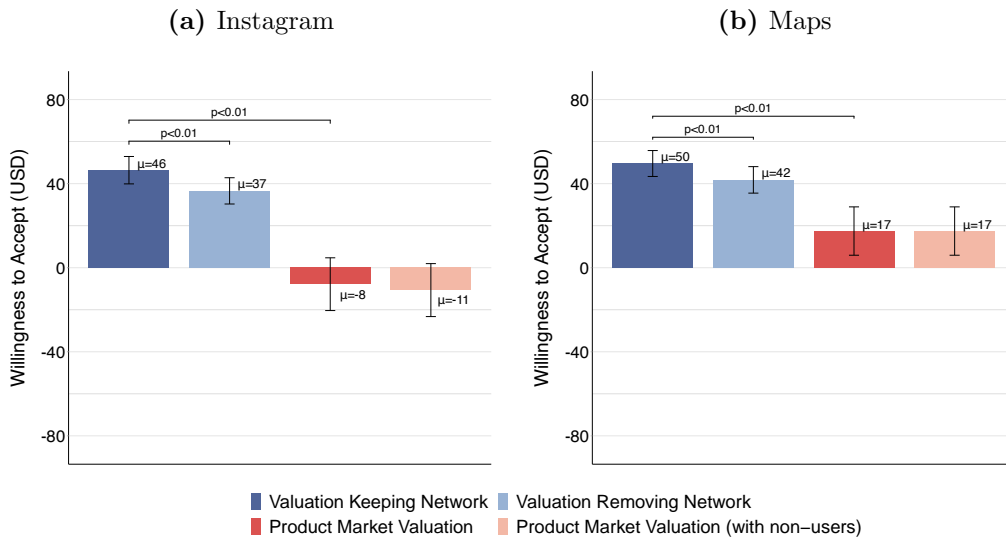 (a) Instagram
(b) Maps
Willingness to Accept (USD)
80
40
0
-40
-80
p<0.01
p<0.01
μ=46
μ=37
μ=-8
μ=-11
Willingness to Accept (USD)
80
40
0
-40
-80
p<0.01
p<0.01
μ=50
μ=42
μ=17
μ=17
Valuation Keeping Network
Valuation Removing Network
Product Market Valuation
Product Market Valuation (with non−users)